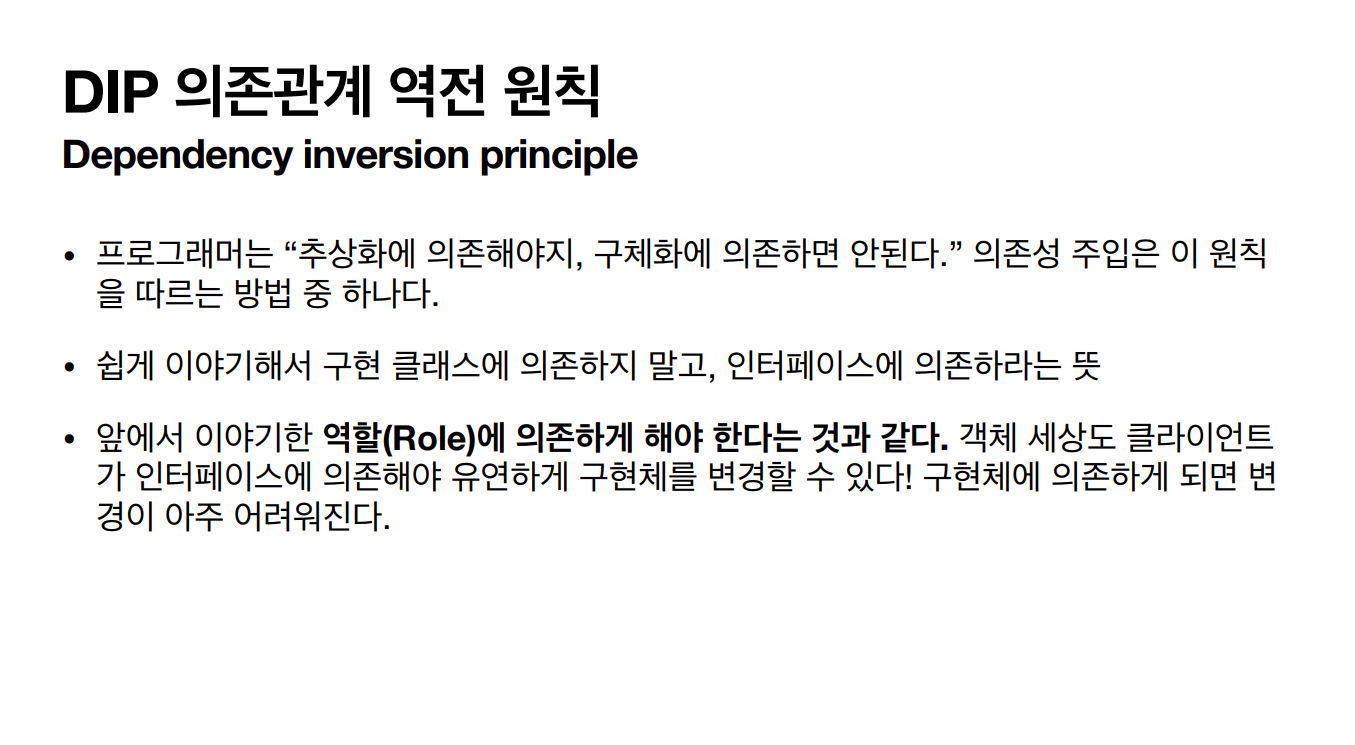 DIP 의존관계 역전 원칙
Dependency inversion principle
• 프로그래머는 “추상화에 의존해야지, 구체화에 의존하면 안된다.” 의존성 주입은 이 원칙
을 따르는 방법 중 하나다.
• 쉽게 이야기해서 구현 클래스에 의존하지 말고, 인터페이스에 의존하라는 뜻
• 앞에서 이야기한 역할(Role)에 의존하게 해야 한다는 것과 같다. 객체 세상도 클라이언트
가 인터페이스에 의존해야 유연하게 구현체를 변경할 수 있다! 구현체에 의존하게 되면 변
경이 아주 어려워진다.